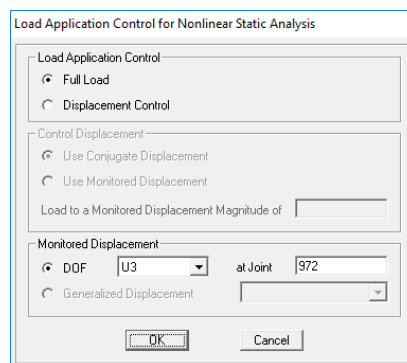 Load Application Control for Nonlinear Static Analysis
Load Application Control
Full Load
Displacement Control
Control Displacement
Use Conjugate Displacement
Use Monitored Displacement
Load to a Monitored Displacement Magnitude of
Monitored Displacement
DOF U3 at Joint 972
Generalized Displacement
OK Cancel